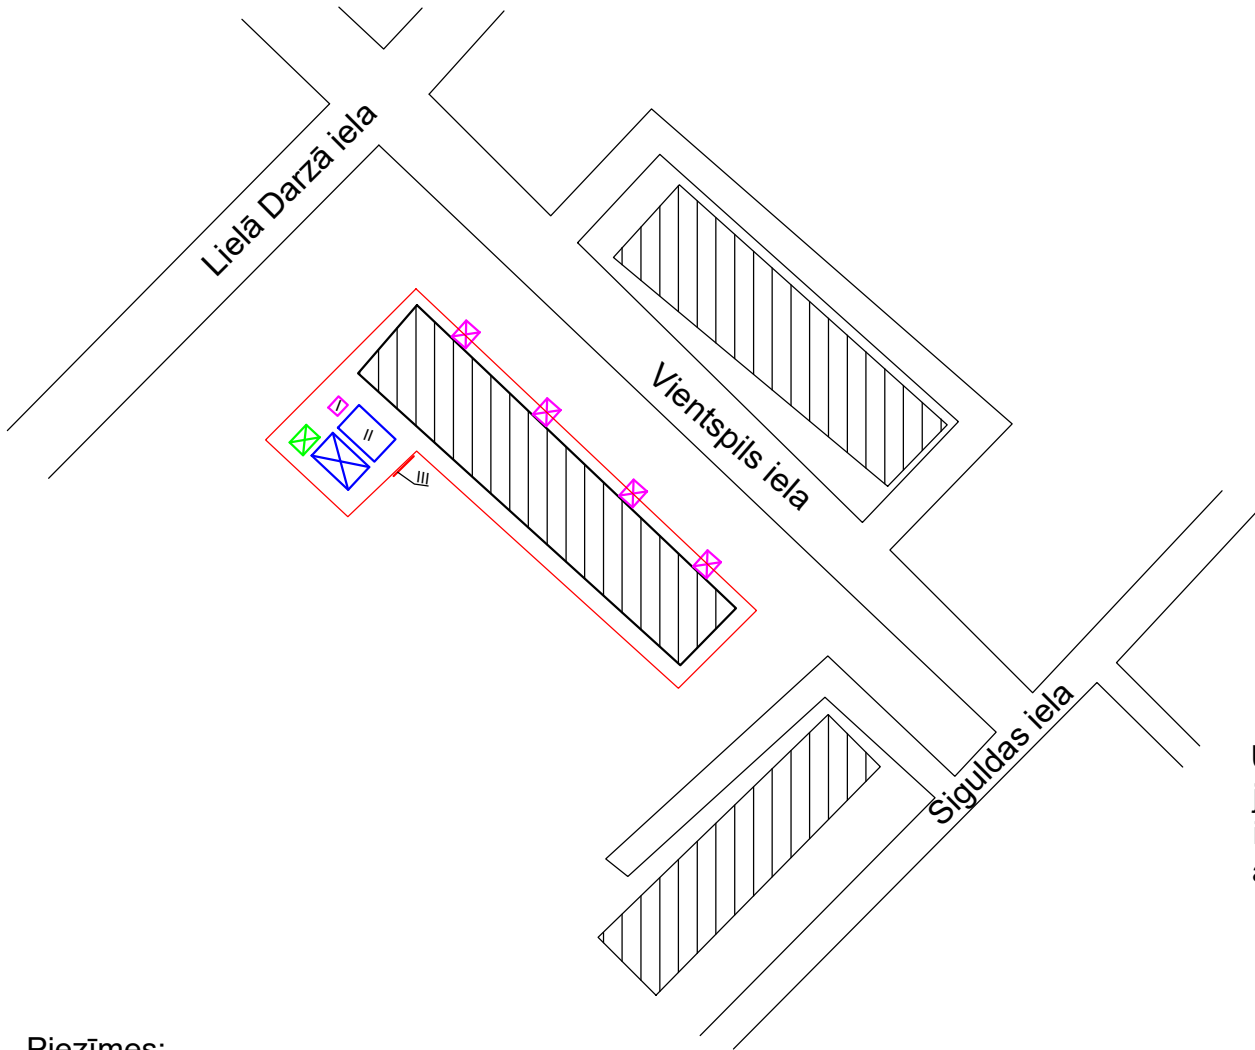 Lielā Darzā iela
Vientspils iela
I
II
III
Siguldas iela
Piezīmes: